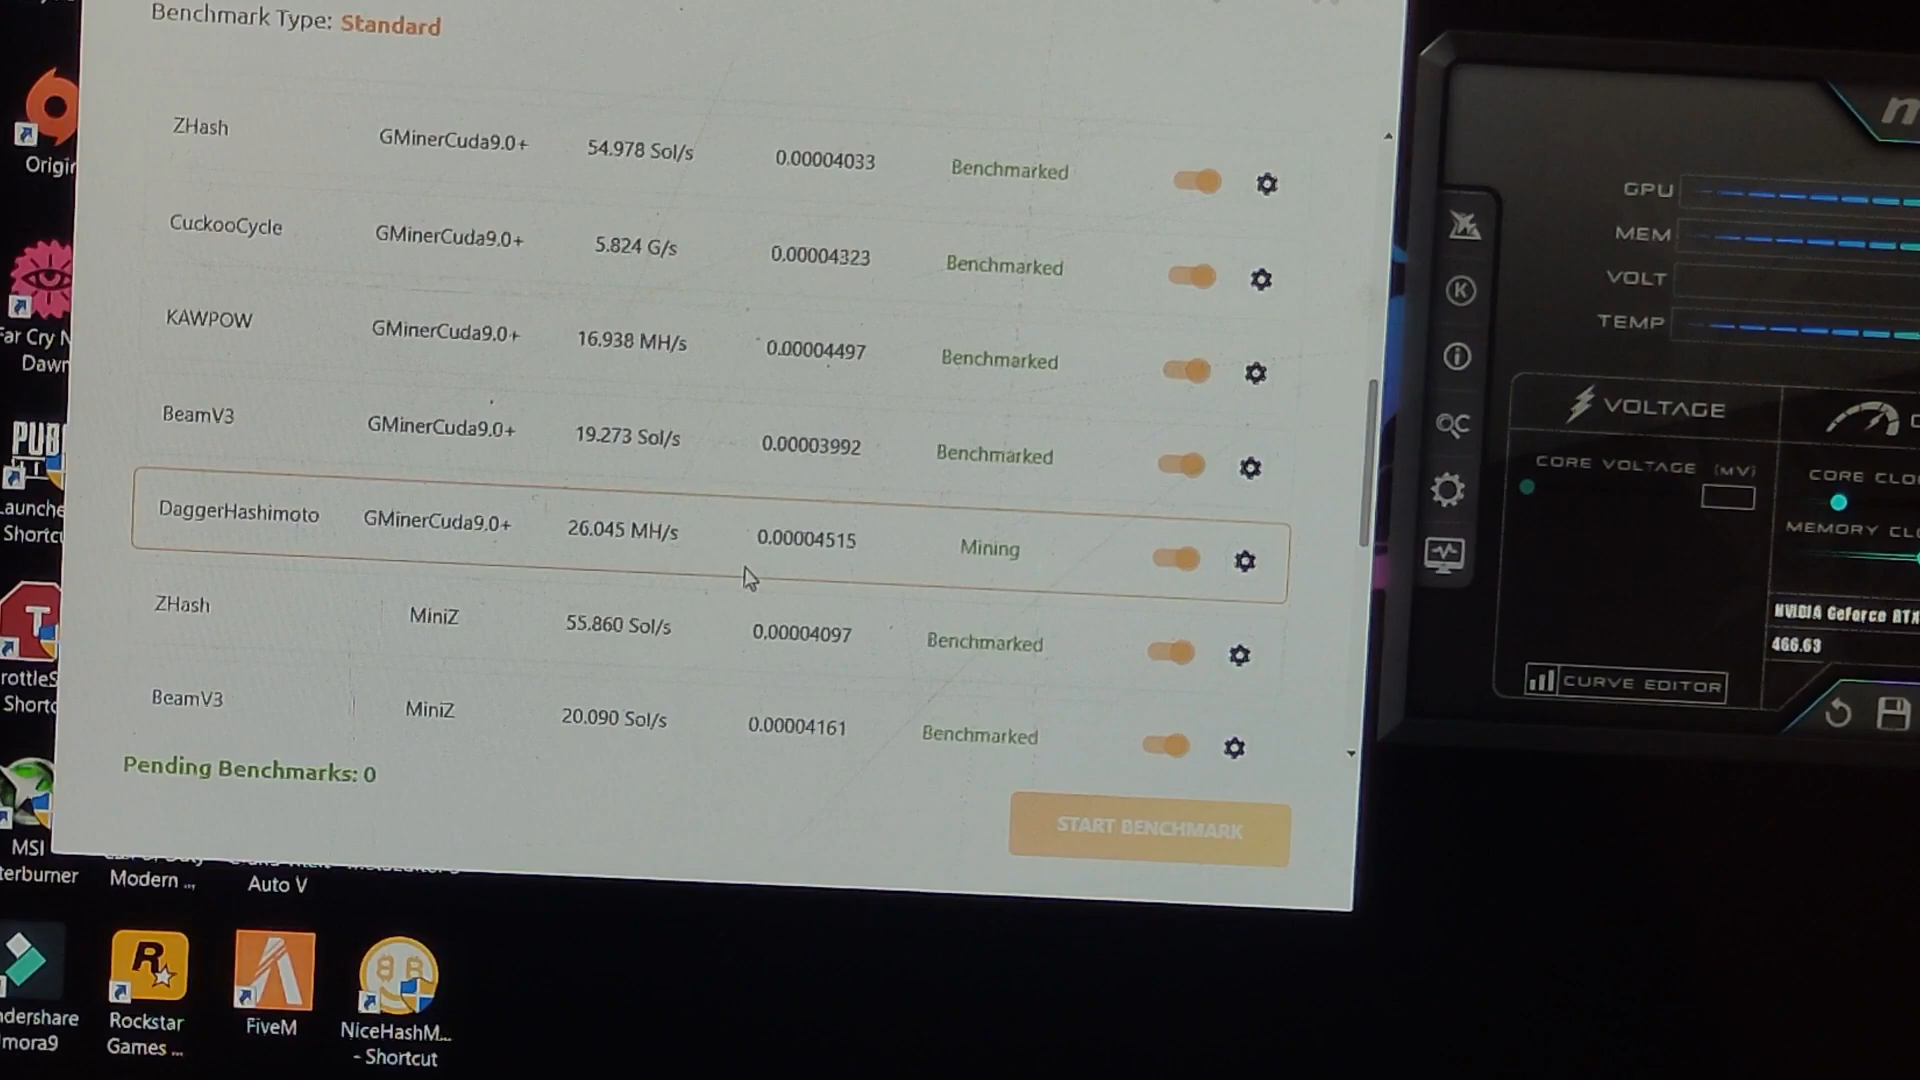 Benchmark Type: Standard
ZHash GMinerCuda9.0+ 54.978 Sol/s 0.00004033 Benchmarked
CuckooCycle GMinerCuda9.0+ 5.824 G/s 0.00004323 Benchmarked
KAWPOW GMinerCuda9.0+ 16.938 MH/s 0.00004497 Benchmarked
BeamV3 GMinerCuda9.0+ 19.273 Sol/s 0.00003992 Benchmarked
DaggerHashimoto GMinerCuda9.0+ 26.045 MH/s 0.00004515 Mining
ZHash MiniZ 55.860 Sol/s 0.00004097 Benchmarked
BeamV3 MiniZ 20.090 Sol/s 0.00004161 Benchmarked
Pending Benchmarks: 0
START BENCHMARK
Origin
Far Cry N
Dawn
PUB
Launche
Shortcu
rottleS
Shortc
MSI
terburner
Modern ...
Auto V
ndershare
mora9
Rockstar
Games ...
FiveM
NiceHashM...
- Shortcut
GPU
MEM
VOLT
TEMP
K
OC
VOLTAGE
CORE VOLTAGE (MV)
CORE CLO
MEMORY CL
NVIDIA GeForce RTX
466.63
CURVE EDITOR